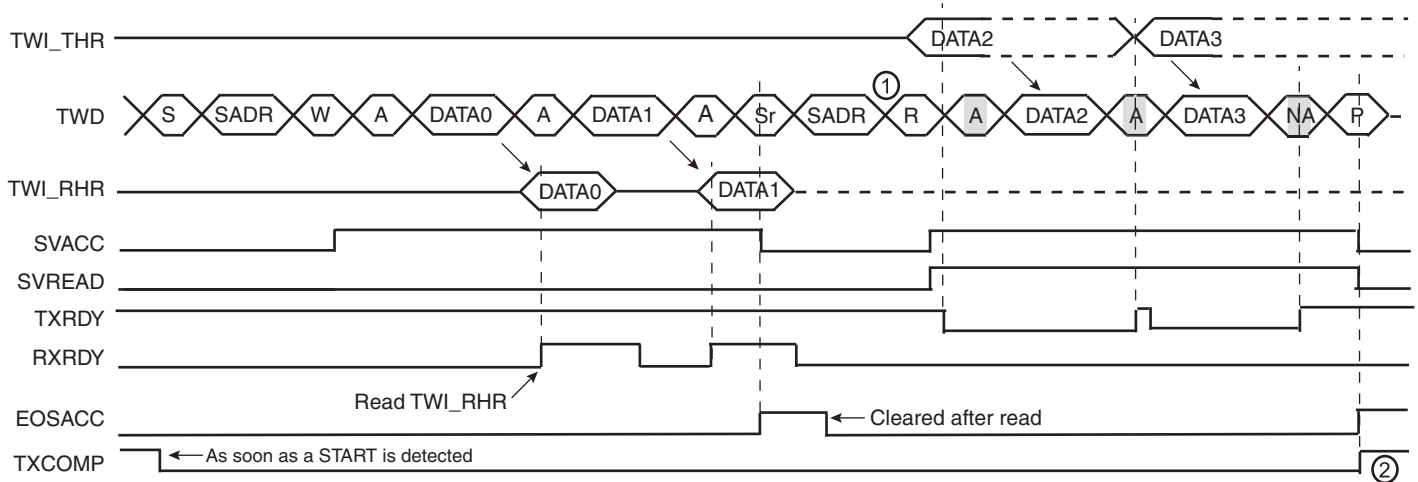 TWI_THR DATA2 DATA3
①
TWD S SADR W A DATA0 A DATA1 A Sr SADR R A DATA2 A DATA3 NA P
TWI_RHR DATA0 DATA1
SVACC
SVREAD
TXRDY
RXRDY
Read TWI_RHR
EOSACC Cleared after read
TXCOMP As soon as a START is detected ②